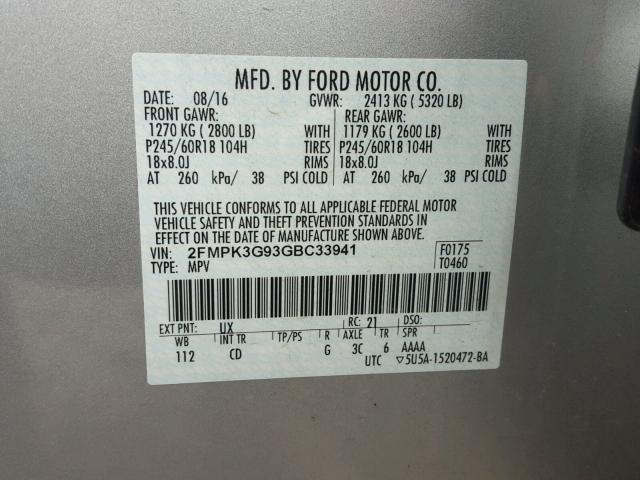 MFD. BY FORD MOTOR CO.
DATE: 08/16 GVWR: 2413 KG ( 5320 LB)
FRONT GAWR: REAR GAWR:
1270 KG ( 2800 LB) WITH 1179 KG ( 2600 LB) WITH
P245/60R18 104H TIRES P245/60R18 104H TIRES
18x8.0J RIMS 18x8.0J RIMS
AT 260 kPa/ 38 PSI COLD AT 260 kPa/ 38 PSI COLD
THIS VEHICLE CONFORMS TO ALL APPLICABLE FEDERAL MOTOR
VEHICLE SAFETY AND THEFT PREVENTION STANDARDS IN
EFFECT ON THE DATE OF MANUFACTURE SHOWN ABOVE.
VIN: 2FMPK3G93GBC33941 F0175
TYPE: MPV T0460
EXT PNT: UX RC: 21 DSO:
WB INT TR TP/PS R AXLE TR SPR
112 CD G 3C 6 AAAA
UTC ▽5U5A-1520472-BA